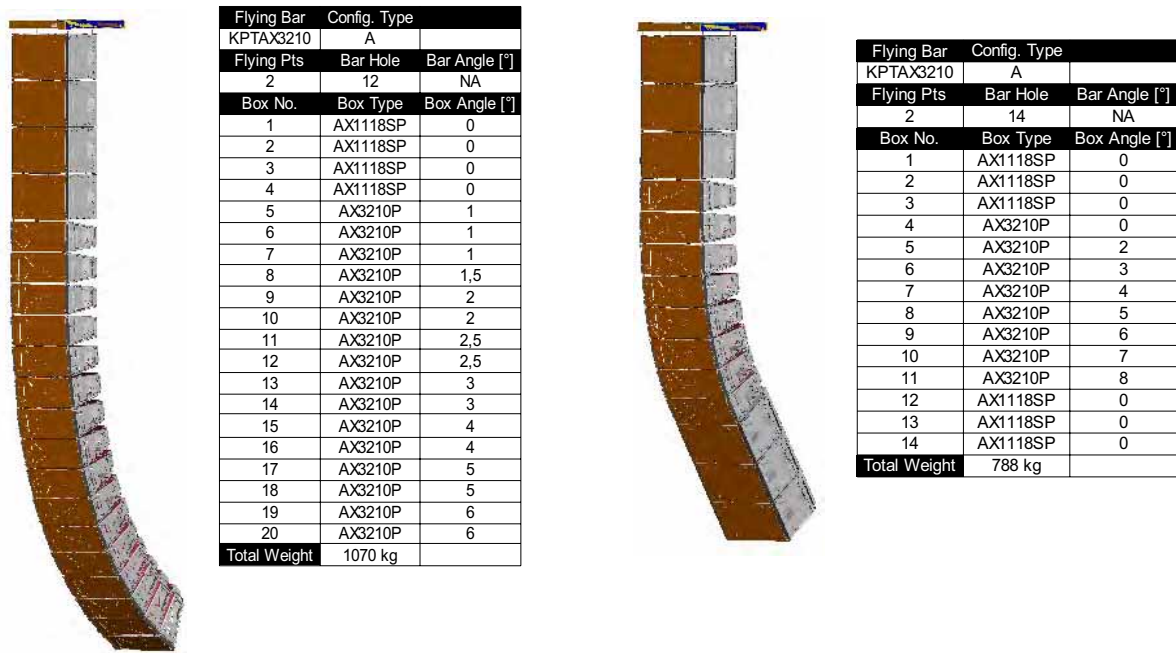 Flying Bar Config. Type
KPTAX3210 A
Flying Pts Bar Hole Bar Angle [°]
2 12 NA
Box No. Box Type Box Angle [°]
1 AX1118SP 0
2 AX1118SP 0
3 AX1118SP 0
4 AX1118SP 0
5 AX3210P 1
6 AX3210P 1
7 AX3210P 1
8 AX3210P 1,5
9 AX3210P 2
10 AX3210P 2
11 AX3210P 2,5
12 AX3210P 2,5
13 AX3210P 3
14 AX3210P 3
15 AX3210P 4
16 AX3210P 4
17 AX3210P 5
18 AX3210P 5
19 AX3210P 6
20 AX3210P 6
Total Weight 1070 kg
Flying Bar Config. Type
KPTAX3210 A
Flying Pts Bar Hole Bar Angle [°]
2 14 NA
Box No. Box Type Box Angle [°]
1 AX1118SP 0
2 AX1118SP 0
3 AX1118SP 0
4 AX3210P 0
5 AX3210P 2
6 AX3210P 3
7 AX3210P 4
8 AX3210P 5
9 AX3210P 6
10 AX3210P 7
11 AX3210P 8
12 AX1118SP 0
13 AX1118SP 0
14 AX1118SP 0
Total Weight 788 kg